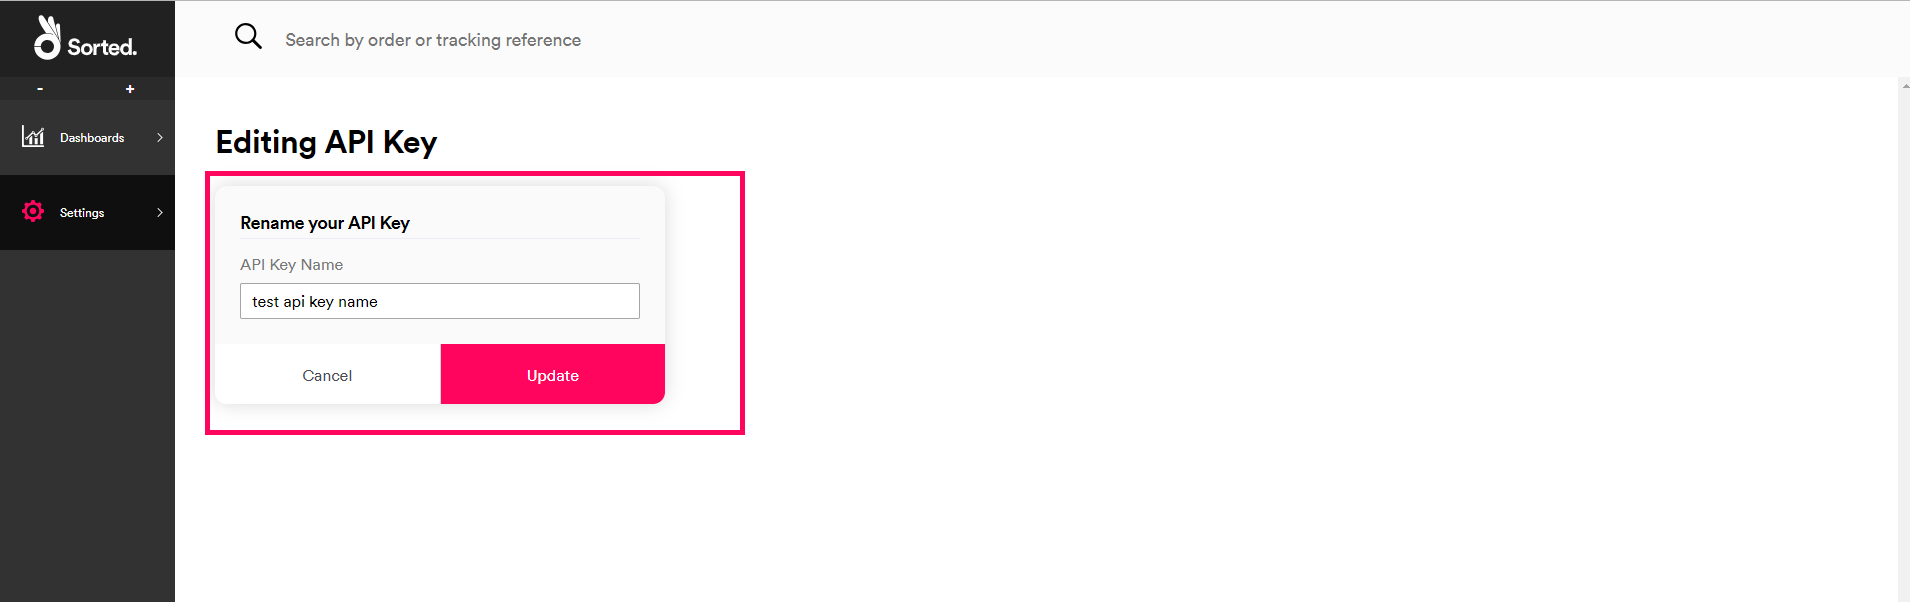 Sorted.
Search by order or tracking reference
- +
Dashboards
Settings
Editing API Key
Rename your API Key
API Key Name
test api key name
Cancel Update